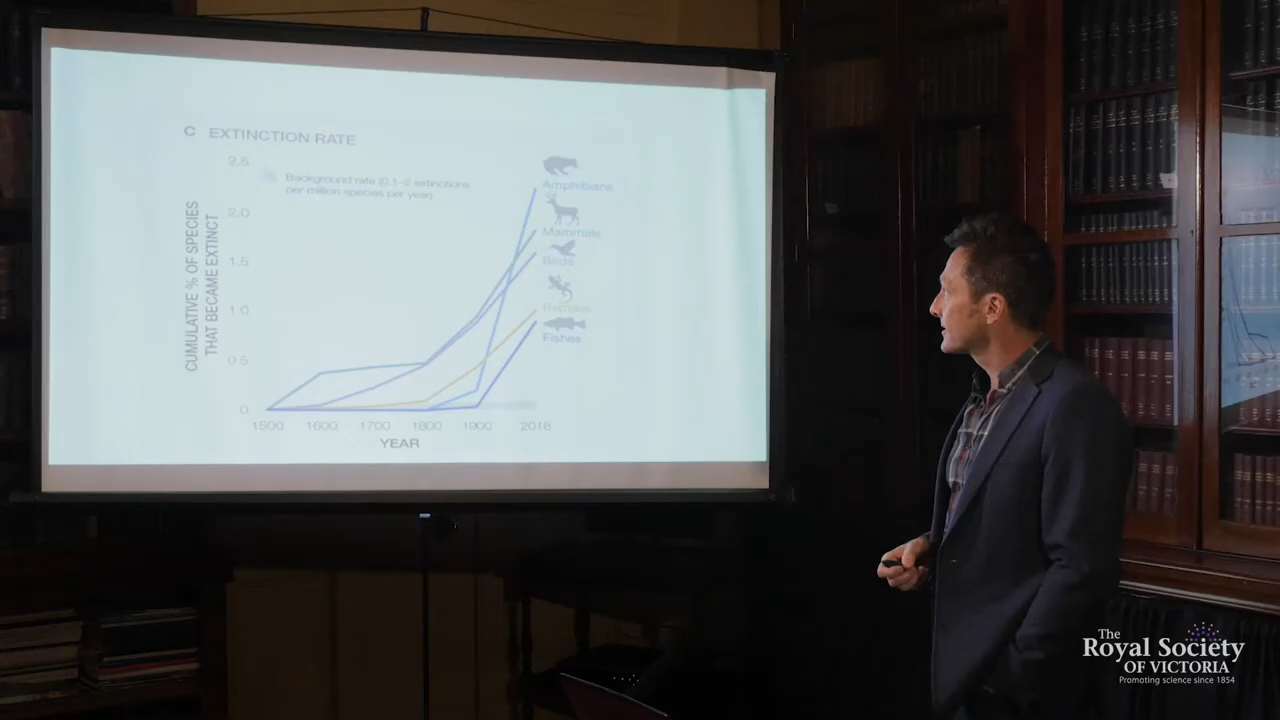 C EXTINCTION RATE
2.5
Background rate (0.1–2 extinctions
per million species per year)
Amphibians
2.0
Mammals
1.5
Birds
1.0
Reptiles
0.5
Fishes
0
CUMULATIVE % OF SPECIES
THAT BECAME EXTINCT
1500 1600 1700 1800 1900 2018
YEAR
The
Royal Society
OF VICTORIA
Promoting science since 1854